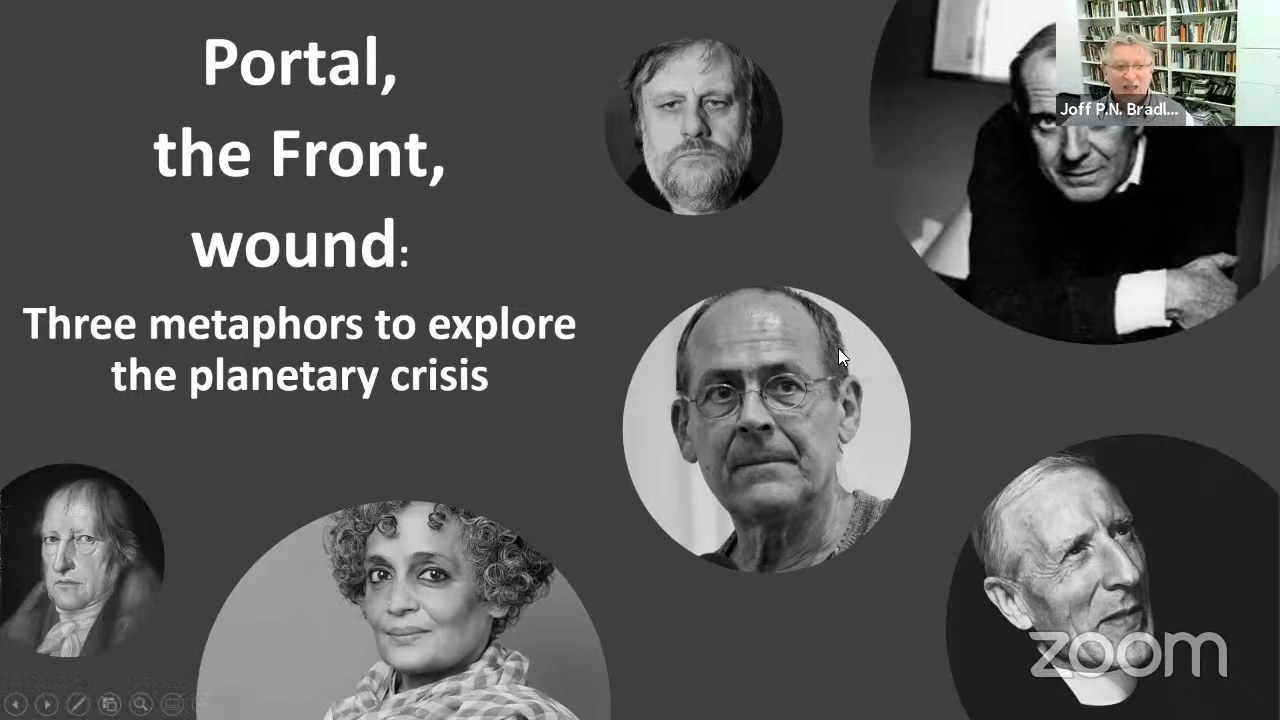 Portal,
the Front,
wound:
Three metaphors to explore
the planetary crisis
Joff P.N. Bradl...
zoom